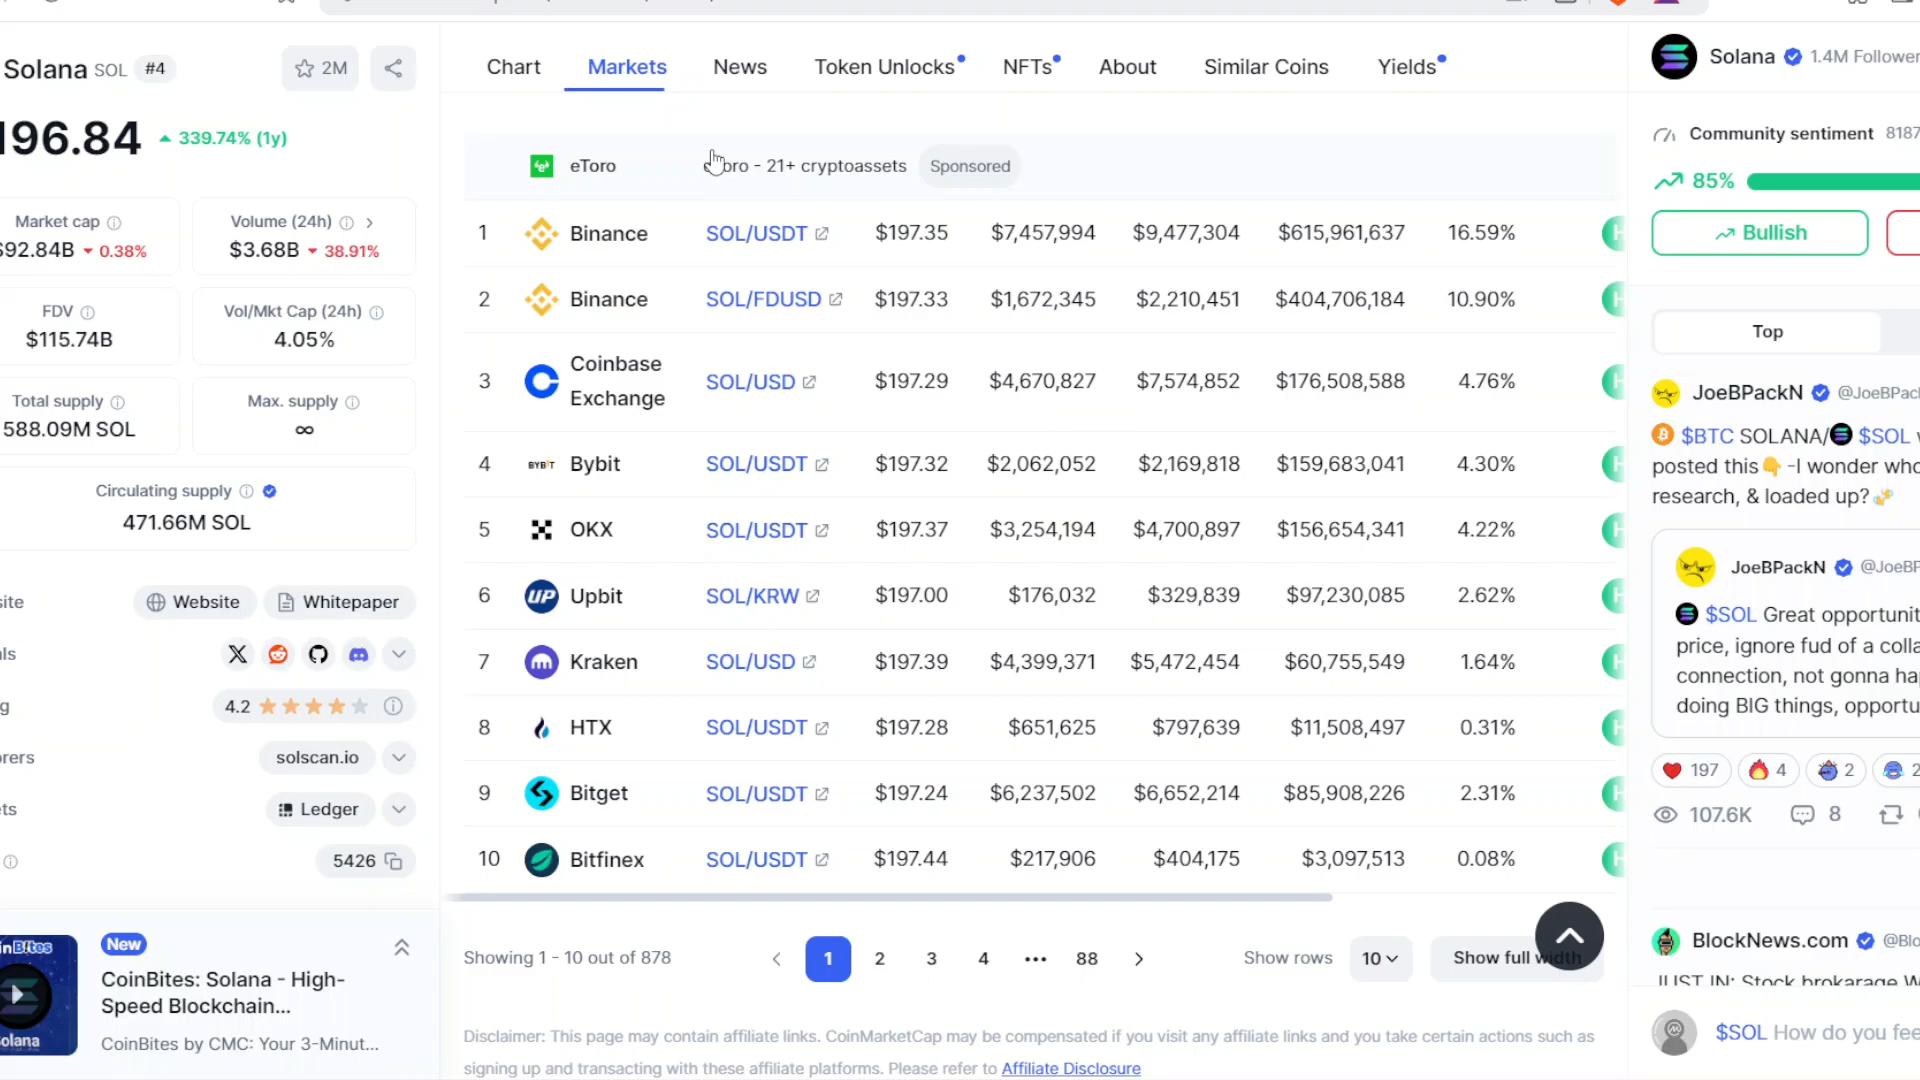 Solana SOL #4
2M
196.84 339.74% (1y)
Market cap
$92.84B 0.38%
Volume (24h)
$3.68B 38.91%
FDV
$115.74B
Vol/Mkt Cap (24h)
4.05%
Total supply
588.09M SOL
Max. supply
∞
Circulating supply
471.66M SOL
Website
Whitepaper
4.2
solscan.io
Ledger
5426
New
CoinBites: Solana - High-
Speed Blockchain...
CoinBites by CMC: Your 3-Minut...
Solana
Chart Markets News Token Unlocks NFTs About Similar Coins Yields
eToro - 21+ cryptoassets Sponsored
eToro
1 Binance SOL/USDT $197.35 $7,457,994 $9,477,304 $615,961,637 16.59%
2 Binance SOL/FDUSD $197.33 $1,672,345 $2,210,451 $404,706,184 10.90%
3 Coinbase Exchange SOL/USD $197.29 $4,670,827 $7,574,852 $176,508,588 4.76%
4 BYBIT Bybit SOL/USDT $197.32 $2,062,052 $2,169,818 $159,683,041 4.30%
5 OKX SOL/USDT $197.37 $3,254,194 $4,700,897 $156,654,341 4.22%
6 UP Upbit SOL/KRW $197.00 $176,032 $329,839 $97,230,085 2.62%
7 Kraken SOL/USD $197.39 $4,399,371 $5,472,454 $60,755,549 1.64%
8 HTX SOL/USDT $197.28 $651,625 $797,639 $11,508,497 0.31%
9 Bitget SOL/USDT $197.24 $6,237,502 $6,652,214 $85,908,226 2.31%
10 Bitfinex SOL/USDT $197.44 $217,906 $404,175 $3,097,513 0.08%
Showing 1 - 10 out of 878
1 2 3 4 ... 88
Show rows 10 Show full width
Disclaimer: This page may contain affiliate links. CoinMarketCap may be compensated if you visit any affiliate links and you take certain actions such as
signing up and transacting with these affiliate platforms. Please refer to Affiliate Disclosure
Solana 1.4M
Community sentiment
85%
Bullish
Top
JoeBPackN
$BTC SOLANA/ $SOL
posted this👇 -I wonder who
research, & loaded up?
JoeBPackN
$SOL Great
price, ignore fud of a
connection, not gonna
doing BIG things,
197 4 2
107.6K 8
BlockNews.com
JUST IN: Stock brokarage
$SOL How do you